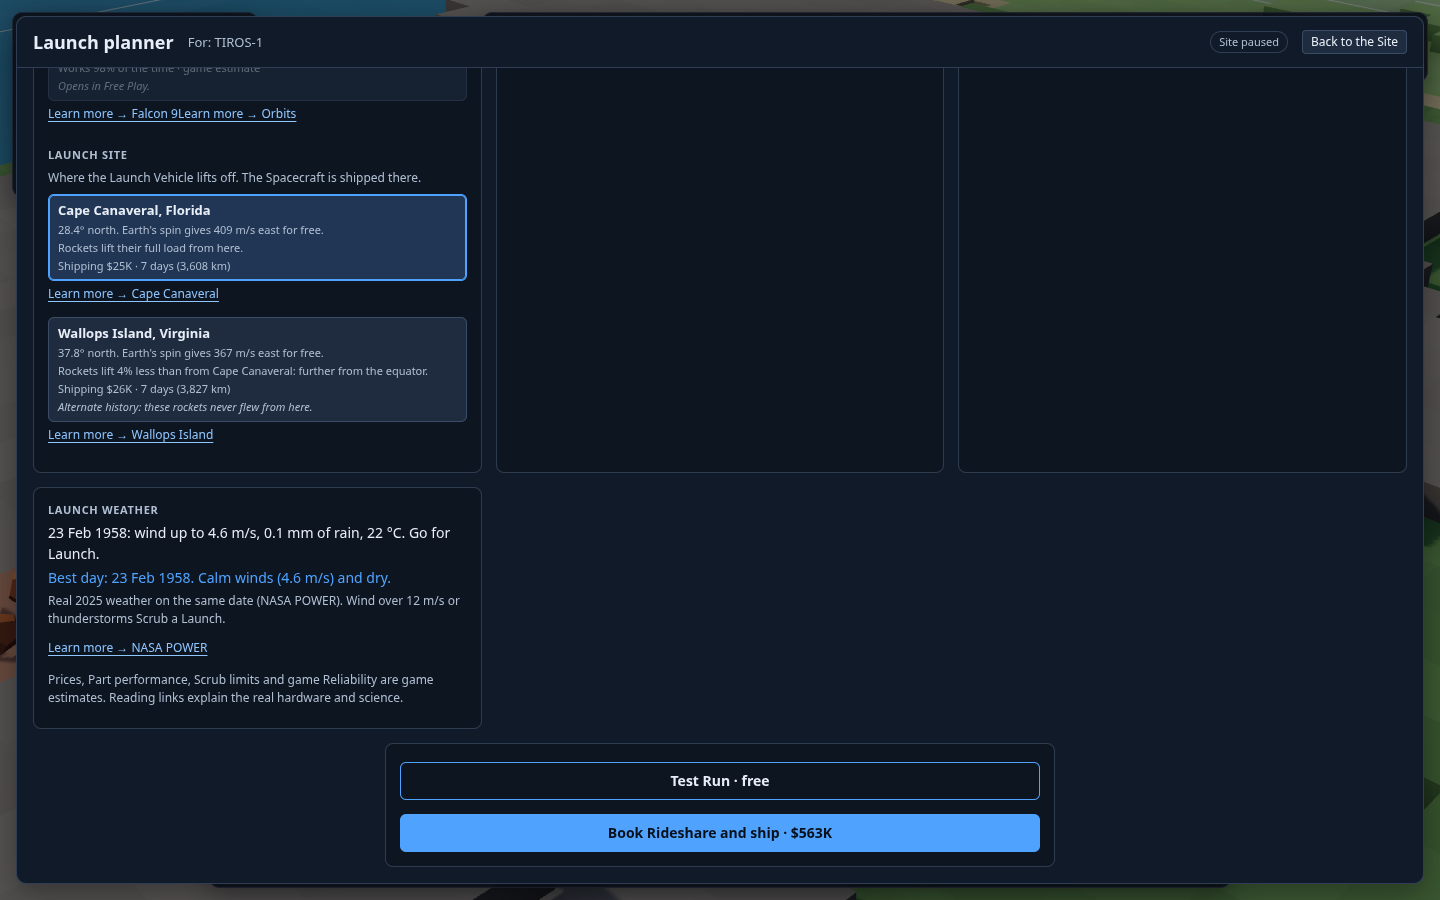 Launch planner For: TIROS-1
Site paused
Back to the Site
Works 98% of the time · game estimate
Opens in Free Play.
Learn more → Falcon 9Learn more → Orbits
LAUNCH SITE
Where the Launch Vehicle lifts off. The Spacecraft is shipped there.
Cape Canaveral, Florida
28.4° north. Earth's spin gives 409 m/s east for free.
Rockets lift their full load from here.
Shipping $25K · 7 days (3,608 km)
Learn more → Cape Canaveral
Wallops Island, Virginia
37.8° north. Earth's spin gives 367 m/s east for free.
Rockets lift 4% less than from Cape Canaveral: further from the equator.
Shipping $26K · 7 days (3,827 km)
Alternate history: these rockets never flew from here.
Learn more → Wallops Island
LAUNCH WEATHER
23 Feb 1958: wind up to 4.6 m/s, 0.1 mm of rain, 22 °C. Go for
Launch.
Best day: 23 Feb 1958. Calm winds (4.6 m/s) and dry.
Real 2025 weather on the same date (NASA POWER). Wind over 12 m/s or
thunderstorms Scrub a Launch.
Learn more → NASA POWER
Prices, Part performance, Scrub limits and game Reliability are game
estimates. Reading links explain the real hardware and science.
Test Run · free
Book Rideshare and ship · $563K